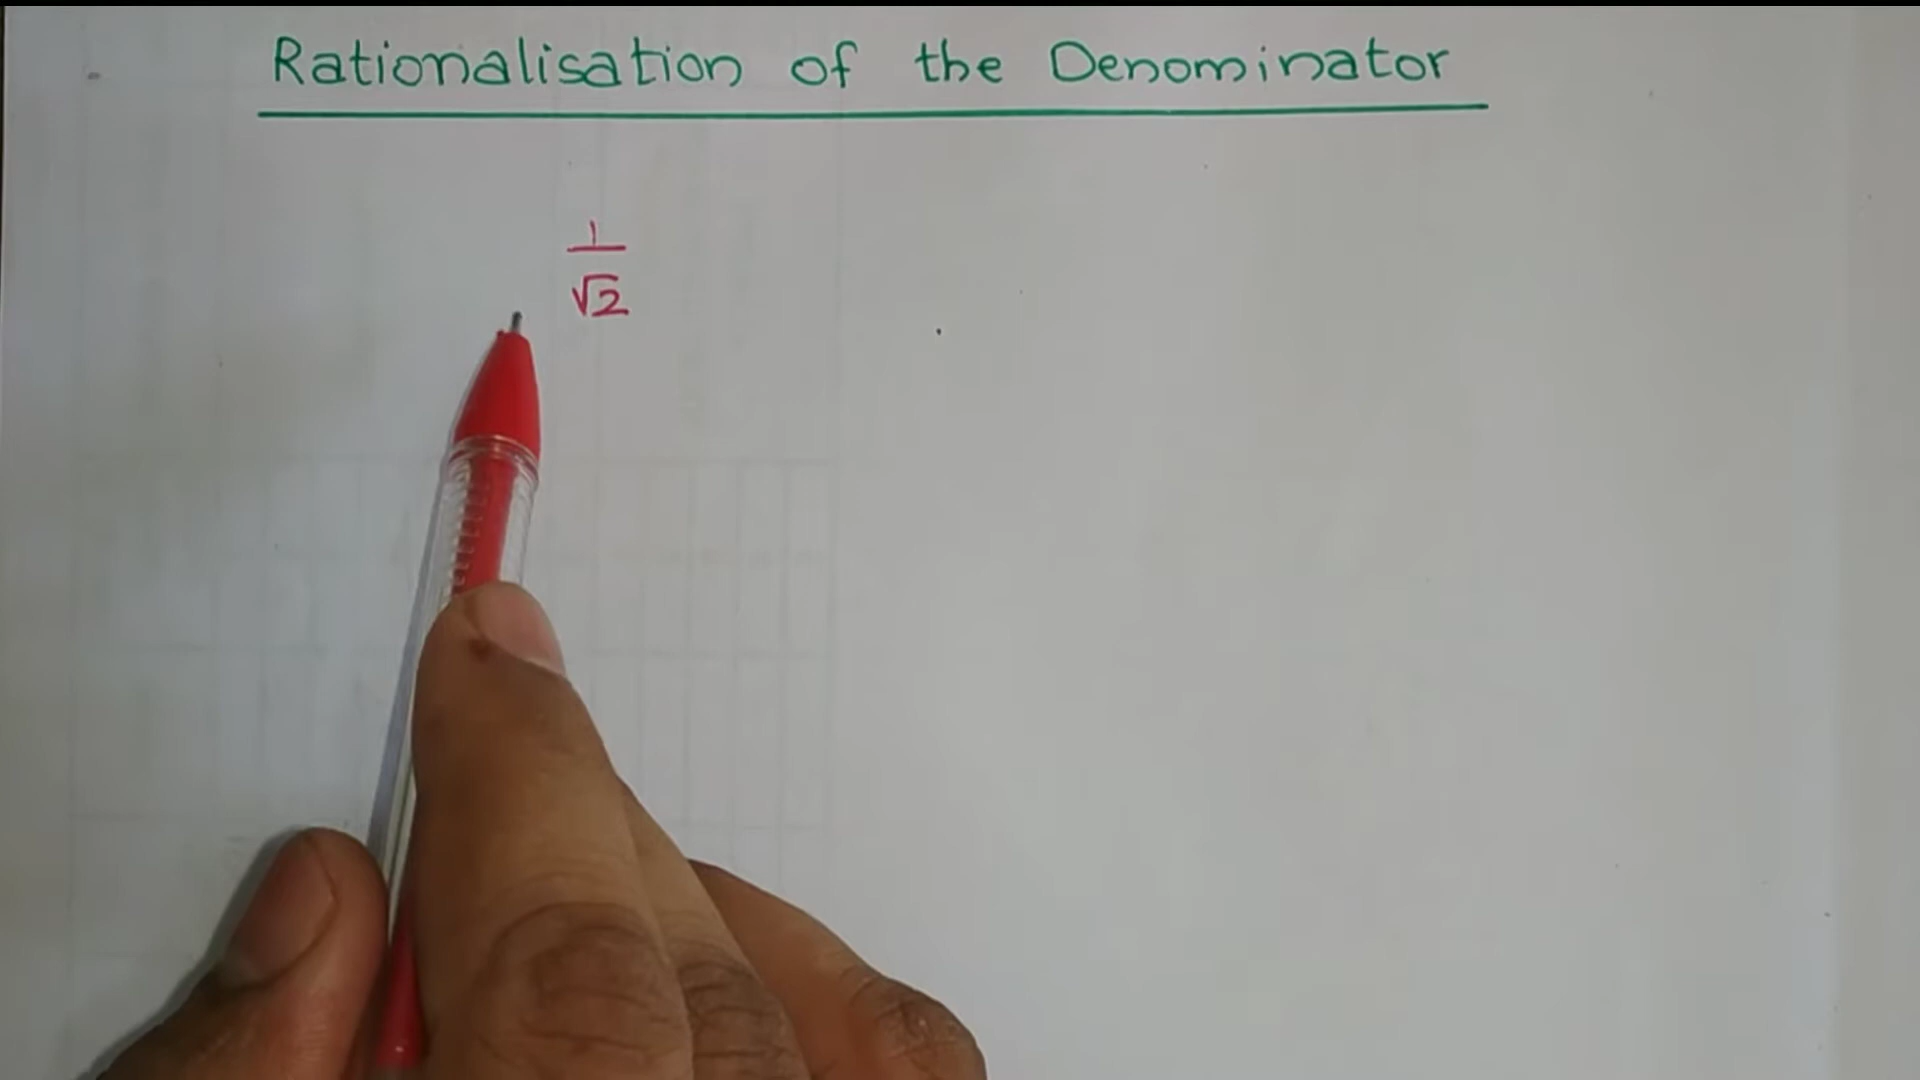 Rationalisation of the Denominator
1
√2